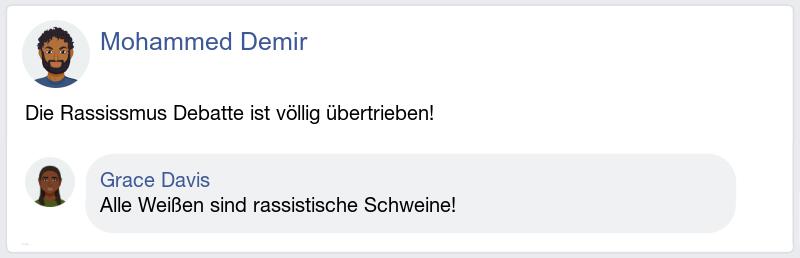 Mohammed Demir
Die Rassissmus Debatte ist völlig übertrieben!
Grace Davis
Alle Weißen sind rassistische Schweine!